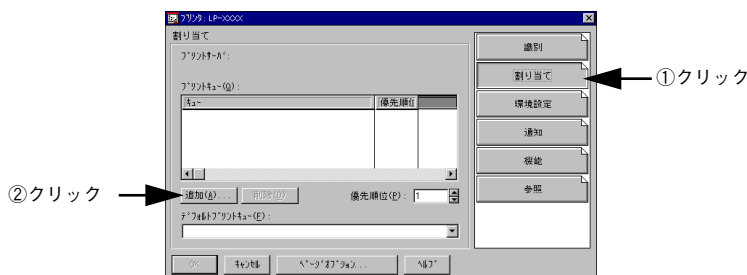 プリンタ: LP-XXXX
割り当て
プリントサーバ:
プリントキュー(Q):
キュー 優先順位
追加(A)... 削除(D) 優先順位(P): 1
デフォルトプリントキュー(F):
OK キャンセル ページオプション... ヘルプ
識別
割り当て
環境設定
通知
機能
参照
①クリック
②クリック